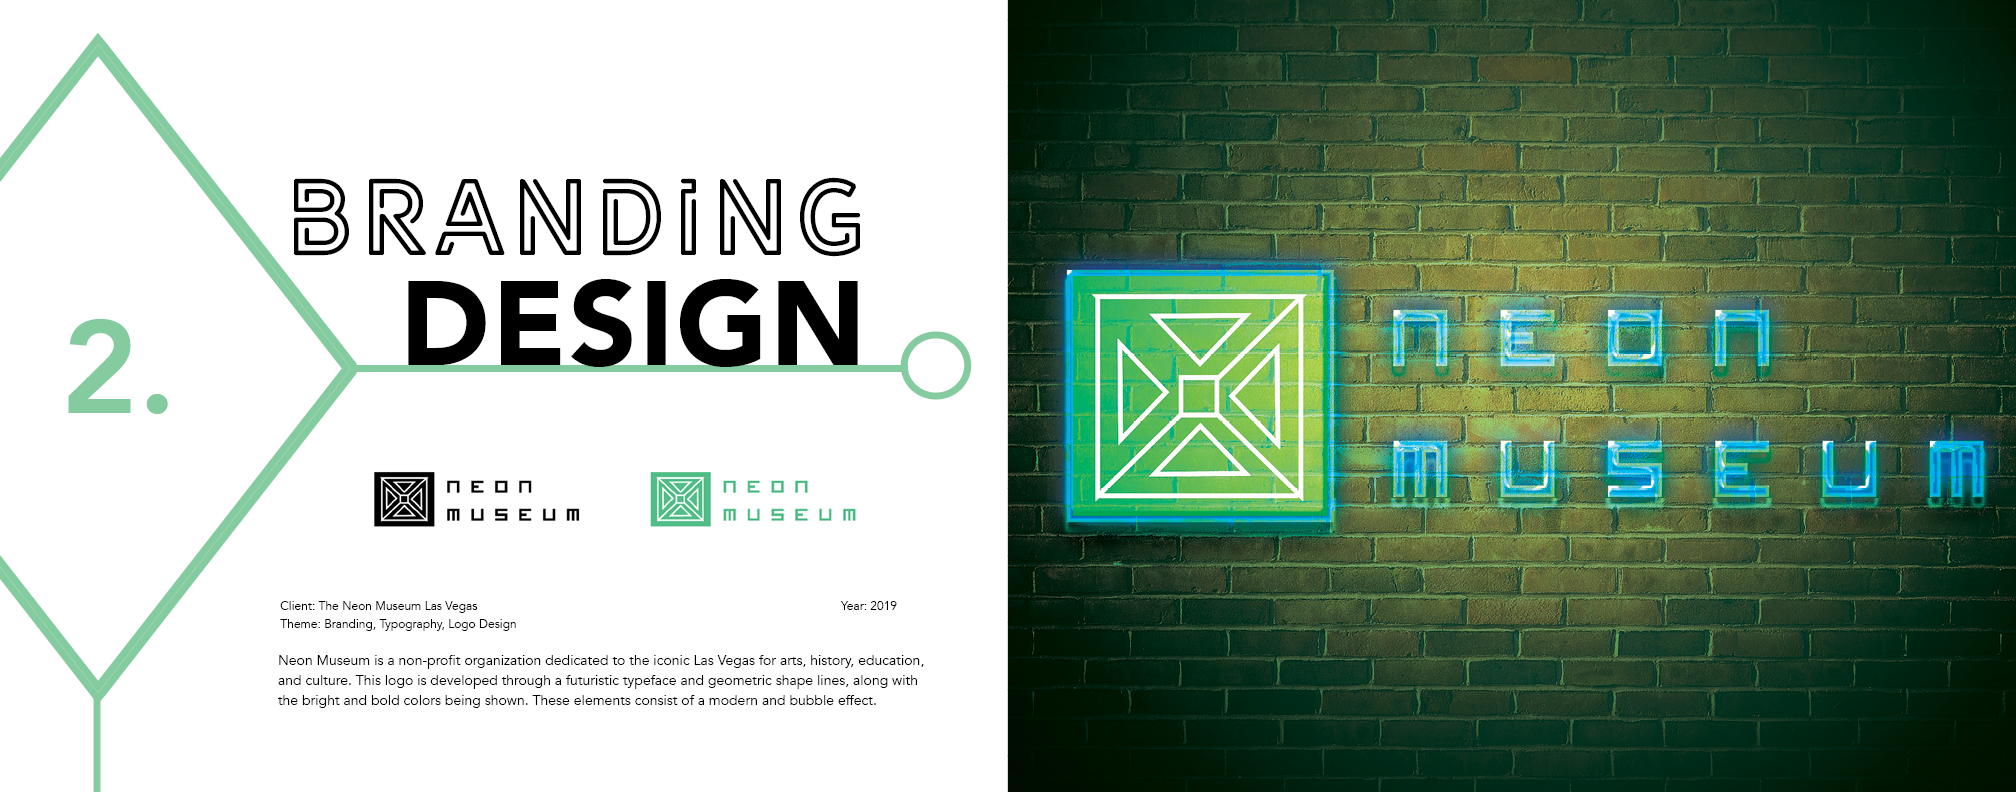 2.
BRANDING
DESIGN
NEON
MUSEUM
NEON
MUSEUM
Client: The Neon Museum Las Vegas
Year: 2019
Theme: Branding, Typography, Logo Design
Neon Museum is a non-profit organization dedicated to the iconic Las Vegas for arts, history, education,
and culture. This logo is developed through a futuristic typeface and geometric shape lines, along with
the bright and bold colors being shown. These elements consist of a modern and bubble effect.
NEON
MUSEUM